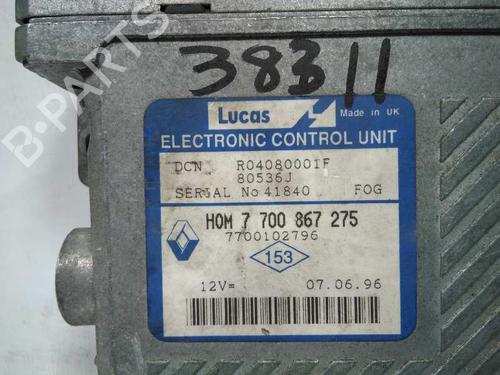 38311
Lucas
Made in UK
ELECTRONIC CONTROL UNIT
DCN R04080001F
80536J
SERIAL No 41840 FOG
HOM 7 700 867 275
7700102796
153
12V= 07.06.96
B-PARTS